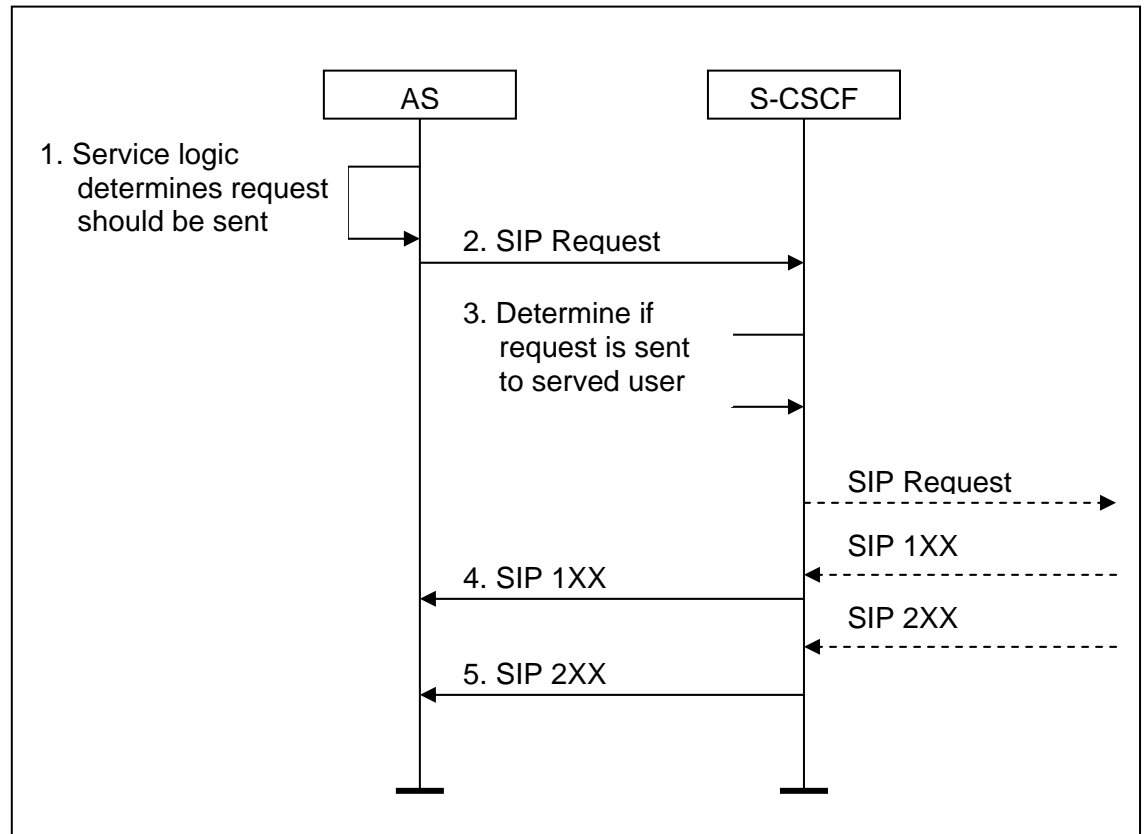 AS
S-CSCF
1. Service logic
determines request
should be sent
2. SIP Request
3. Determine if
request is sent
to served user
SIP Request
SIP 1XX
4. SIP 1XX
SIP 2XX
5. SIP 2XX